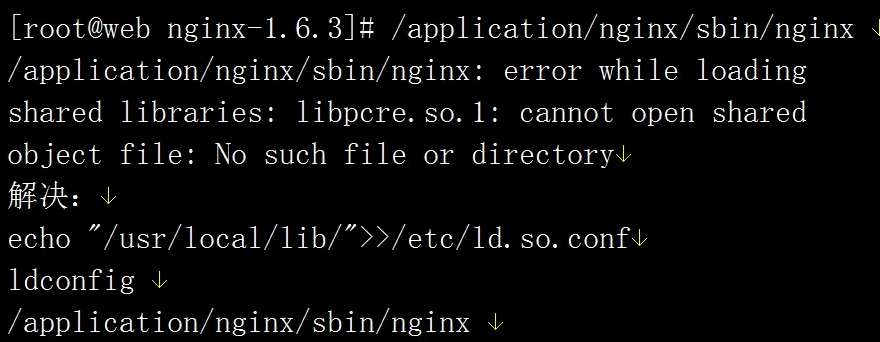 [root@web nginx-1.6.3]# /application/nginx/sbin/nginx ↓
/application/nginx/sbin/nginx: error while loading
shared libraries: libpcre.so.1: cannot open shared
object file: No such file or directory↓
解决：↓
echo "/usr/local/lib/">>/etc/ld.so.conf↓
ldconfig ↓
/application/nginx/sbin/nginx ↓